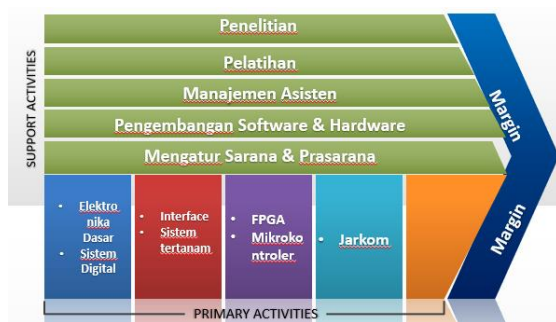 SUPPORT ACTIVITIES
Penelitian
Pelatihan
Manajemen Asisten
Pengembangan Software & Hardware
Mengatur Sarana & Prasarana
Margin
Margin
• Elektro
nika
Dasar
• Sistem
Digital
• Interface
• Sistem
tertanam
• FPGA
• Mikroko
ntroler
• Jarkom
PRIMARY ACTIVITIES